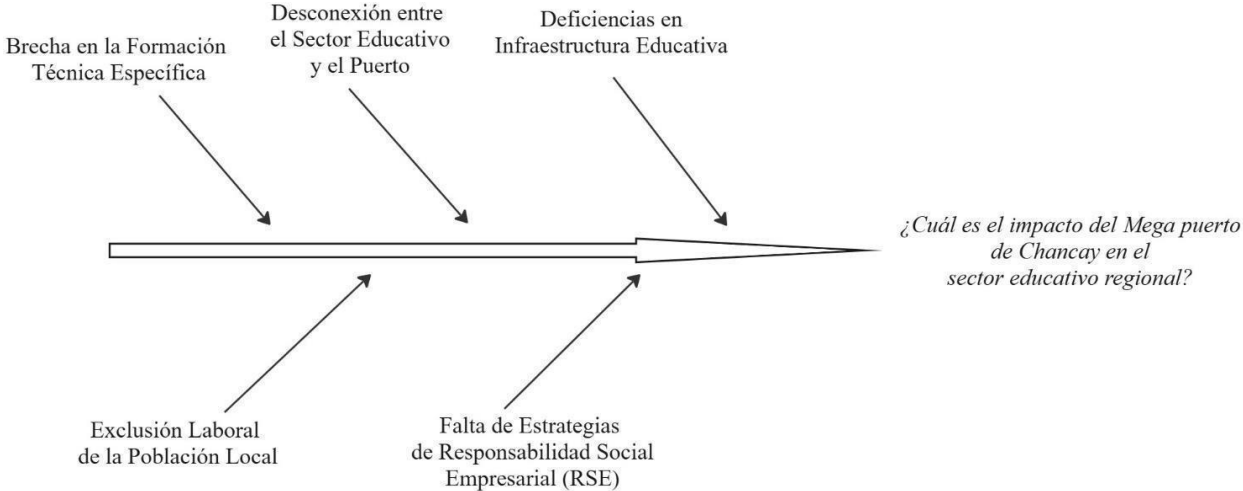 Brecha en la Formación
Técnica Específica
Desconexión entre
el Sector Educativo
y el Puerto
Deficiencias en
Infraestructura Educativa
¿Cuál es el impacto del Mega puerto
de Chancay en el
sector educativo regional?
Exclusión Laboral
de la Población Local
Falta de Estrategias
de Responsabilidad Social
Empresarial (RSE)